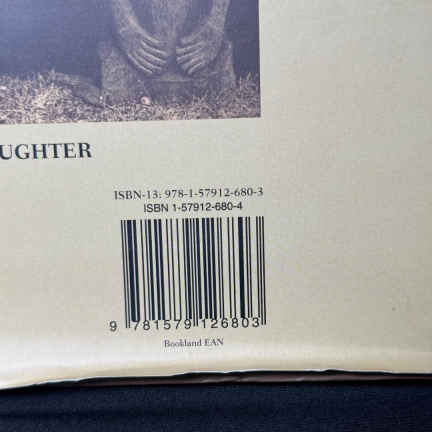 UGHTER
ISBN-13: 978-1-57912-680-3
ISBN 1-57912-680-4
9 781579 126803
Bookland EAN